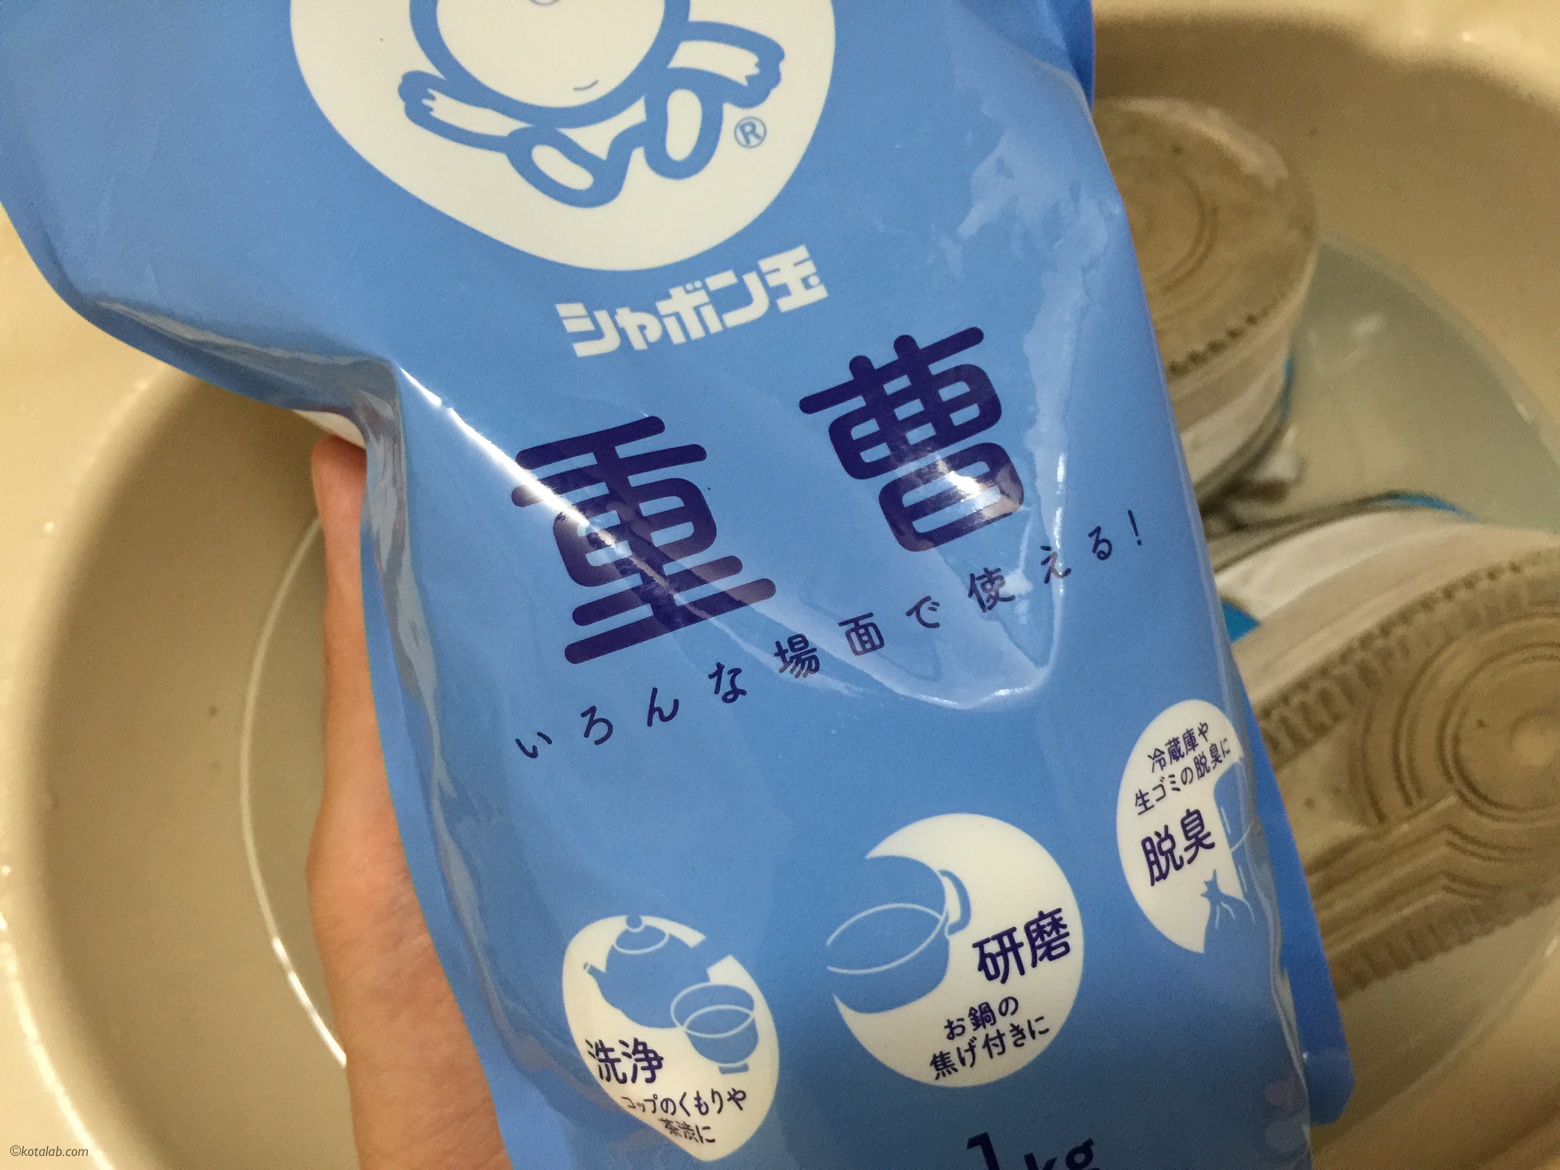 ®
シャボン玉
重曹
いろんな場面で使える!
冷蔵庫や
生ゴミの脱臭に
脱臭
研磨
お鍋の
焦げ付きに
洗浄
コップのくもりや
茶渋に
1kg
©kotalab.com